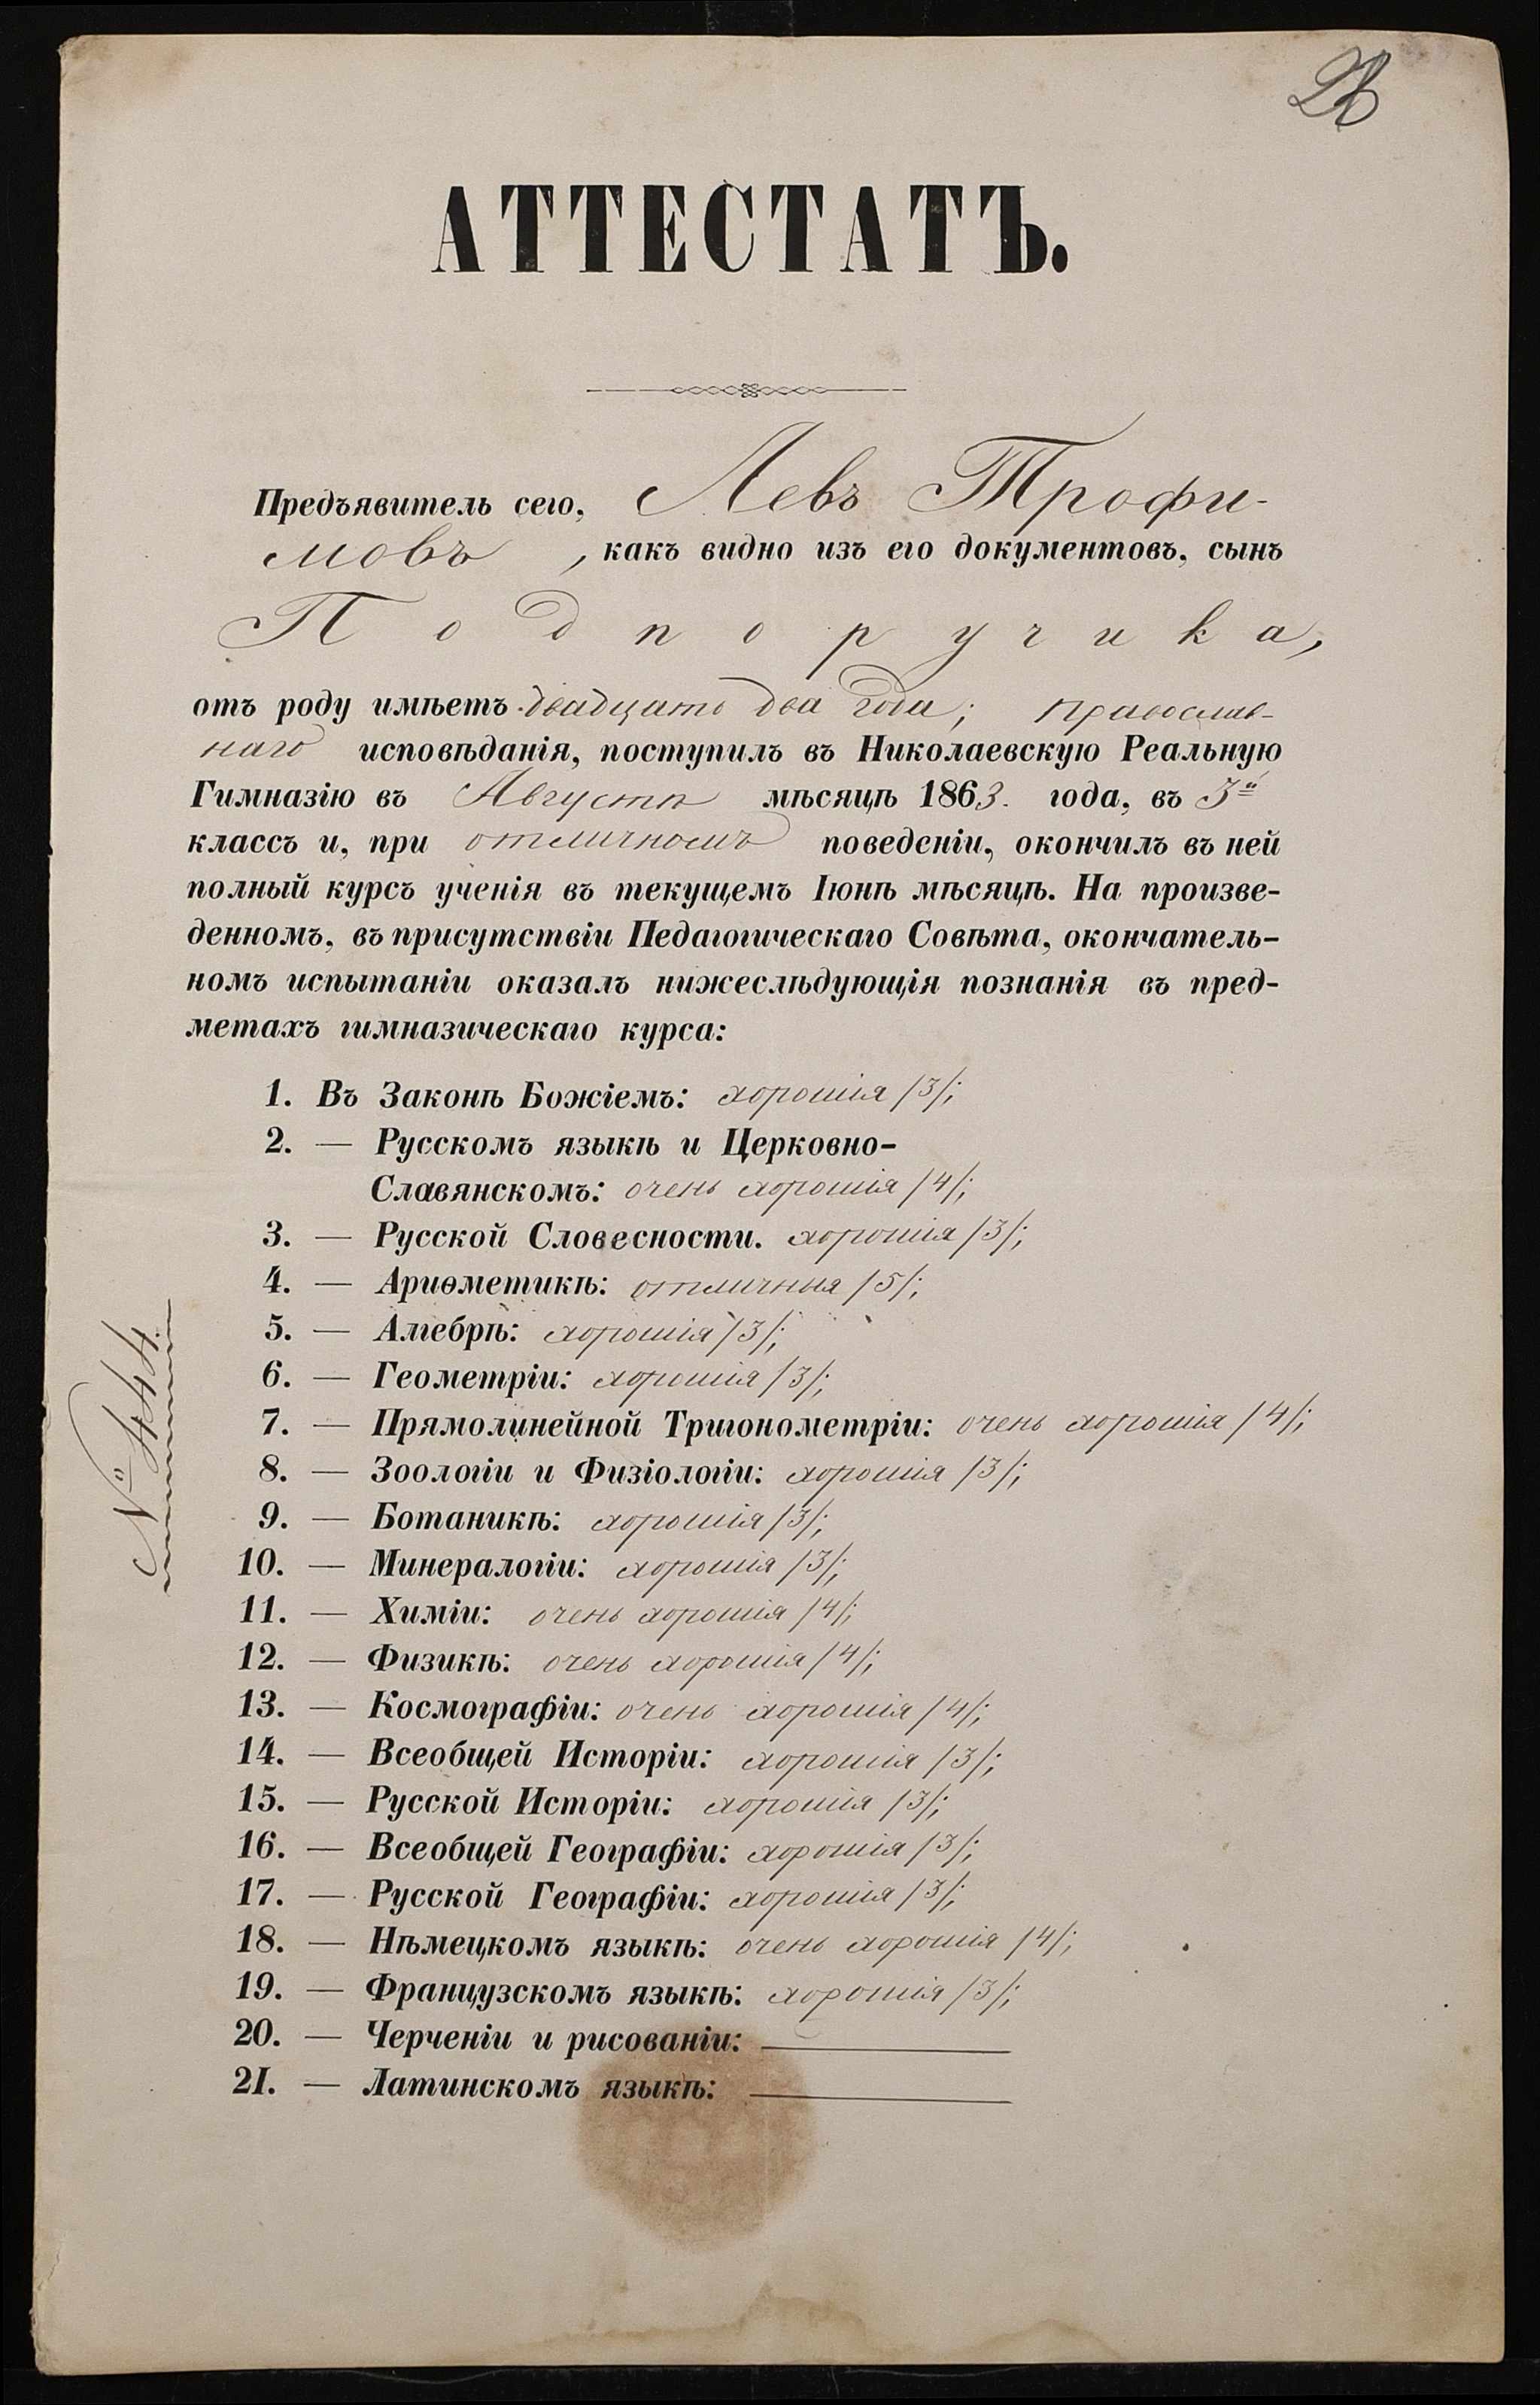 АТТЕСТАТЪ.
Предъявитель сего, Левъ Трофи-
мовъ, какъ видно изъ его документовъ, сынъ
Подпоручика,
отъ роду имѣетъ двадцать два года; православ-
наго исповѣданія, поступилъ въ Николаевскую Реальную
Гимназію въ Августѣ мѣсяцѣ 1863. года, въ 3й
классъ и, при отличномъ поведеніи, окончилъ въ ней
полный курсъ ученія въ текущемъ Іюнѣ мѣсяцѣ. На произве-
денномъ, въ присутствіи Педагогическаго Совѣта, окончатель-
номъ испытаніи оказалъ нижеслѣдующія познанія въ пред-
метахъ гимназическаго курса:
1. Въ Законѣ Божіемъ: хорошія /3/;
2. — Русскомъ языкѣ и Церковно-
Славянскомъ: очень хорошія /4/;
3. — Русской Словесности. хорошія /3/;
4. — Ариѳметикѣ: отличныя /5/;
5. — Алгебрѣ: хорошія /3/;
6. — Геометріи: хорошія /3/;
7. — Прямолинейной Тригонометріи: очень хорошія /4/;
8. — Зоологіи и Физіологіи: хорошія /3/;
9. — Ботаникѣ: хорошія /3/;
10. — Минералогіи: хорошія /3/;
11. — Химіи: очень хорошія /4/;
12. — Физикѣ: очень хорошія /4/;
13. — Космографіи: очень хорошія /4/;
14. — Всеобщей Исторіи: хорошія /3/;
15. — Русской Исторіи: хорошія /3/;
16. — Всеобщей Географіи: хорошія /3/;
17. — Русской Географіи: хорошія /3/;
18. — Нѣмецкомъ языкѣ: очень хорошія /4/;
19. — Французскомъ языкѣ: хорошія /3/;
20. — Черченіи и рисованіи:
21. — Латинскомъ языкѣ:
№ 444.